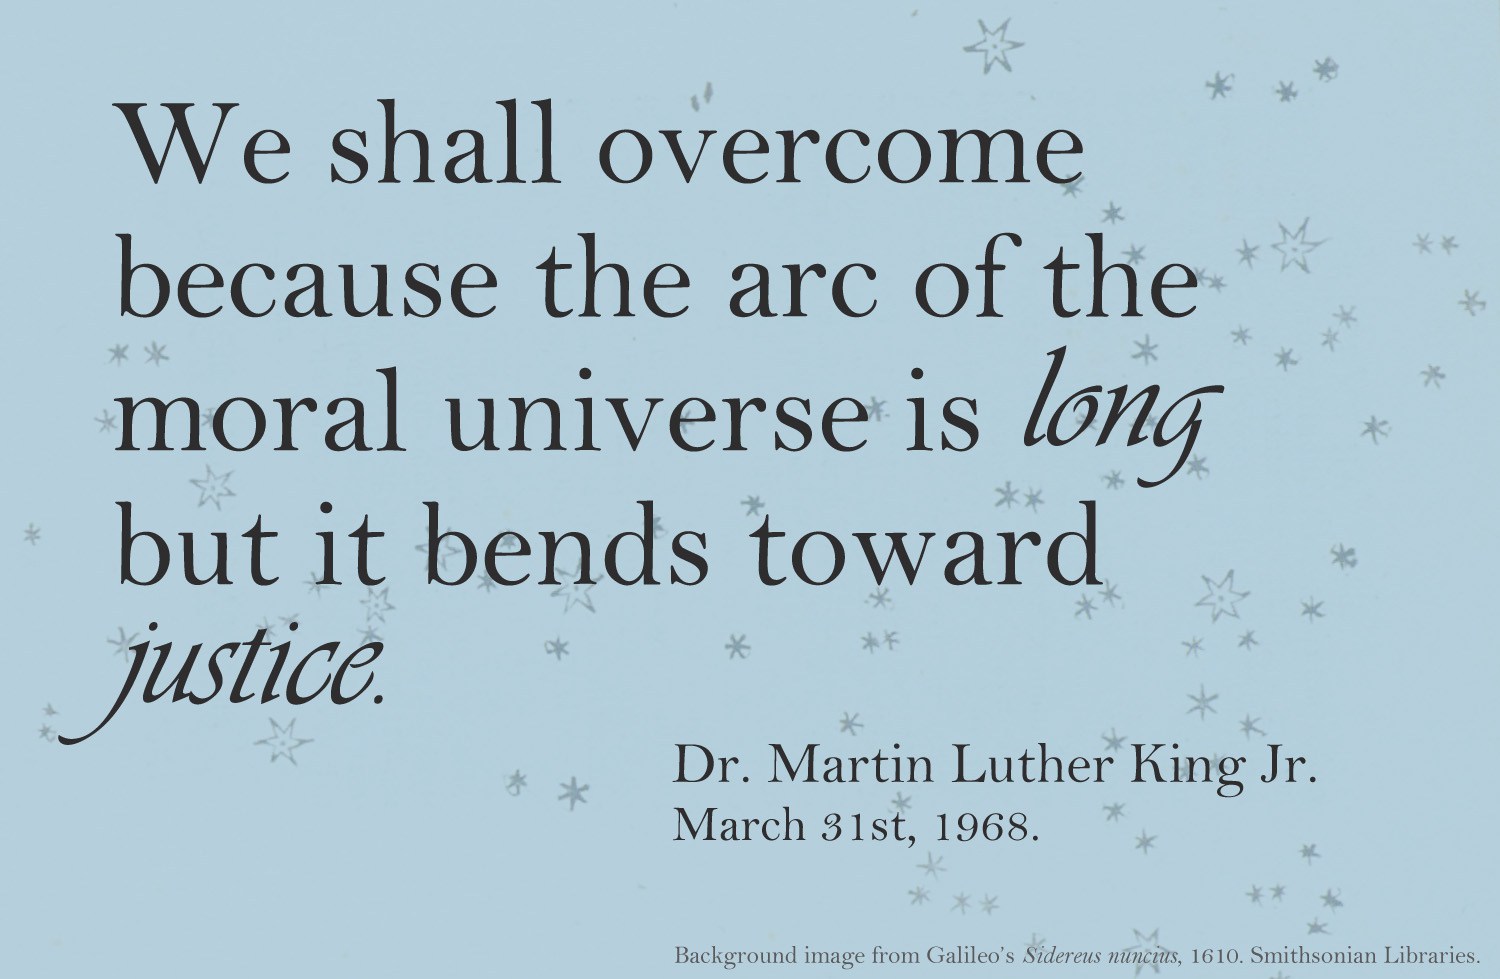 We shall overcome
because the arc of the
moral universe is long
but it bends toward
justice.
Dr. Martin Luther King Jr.
March 31st, 1968.
Background image from Galileo's Sidereus nuncius, 1610. Smithsonian Libraries.